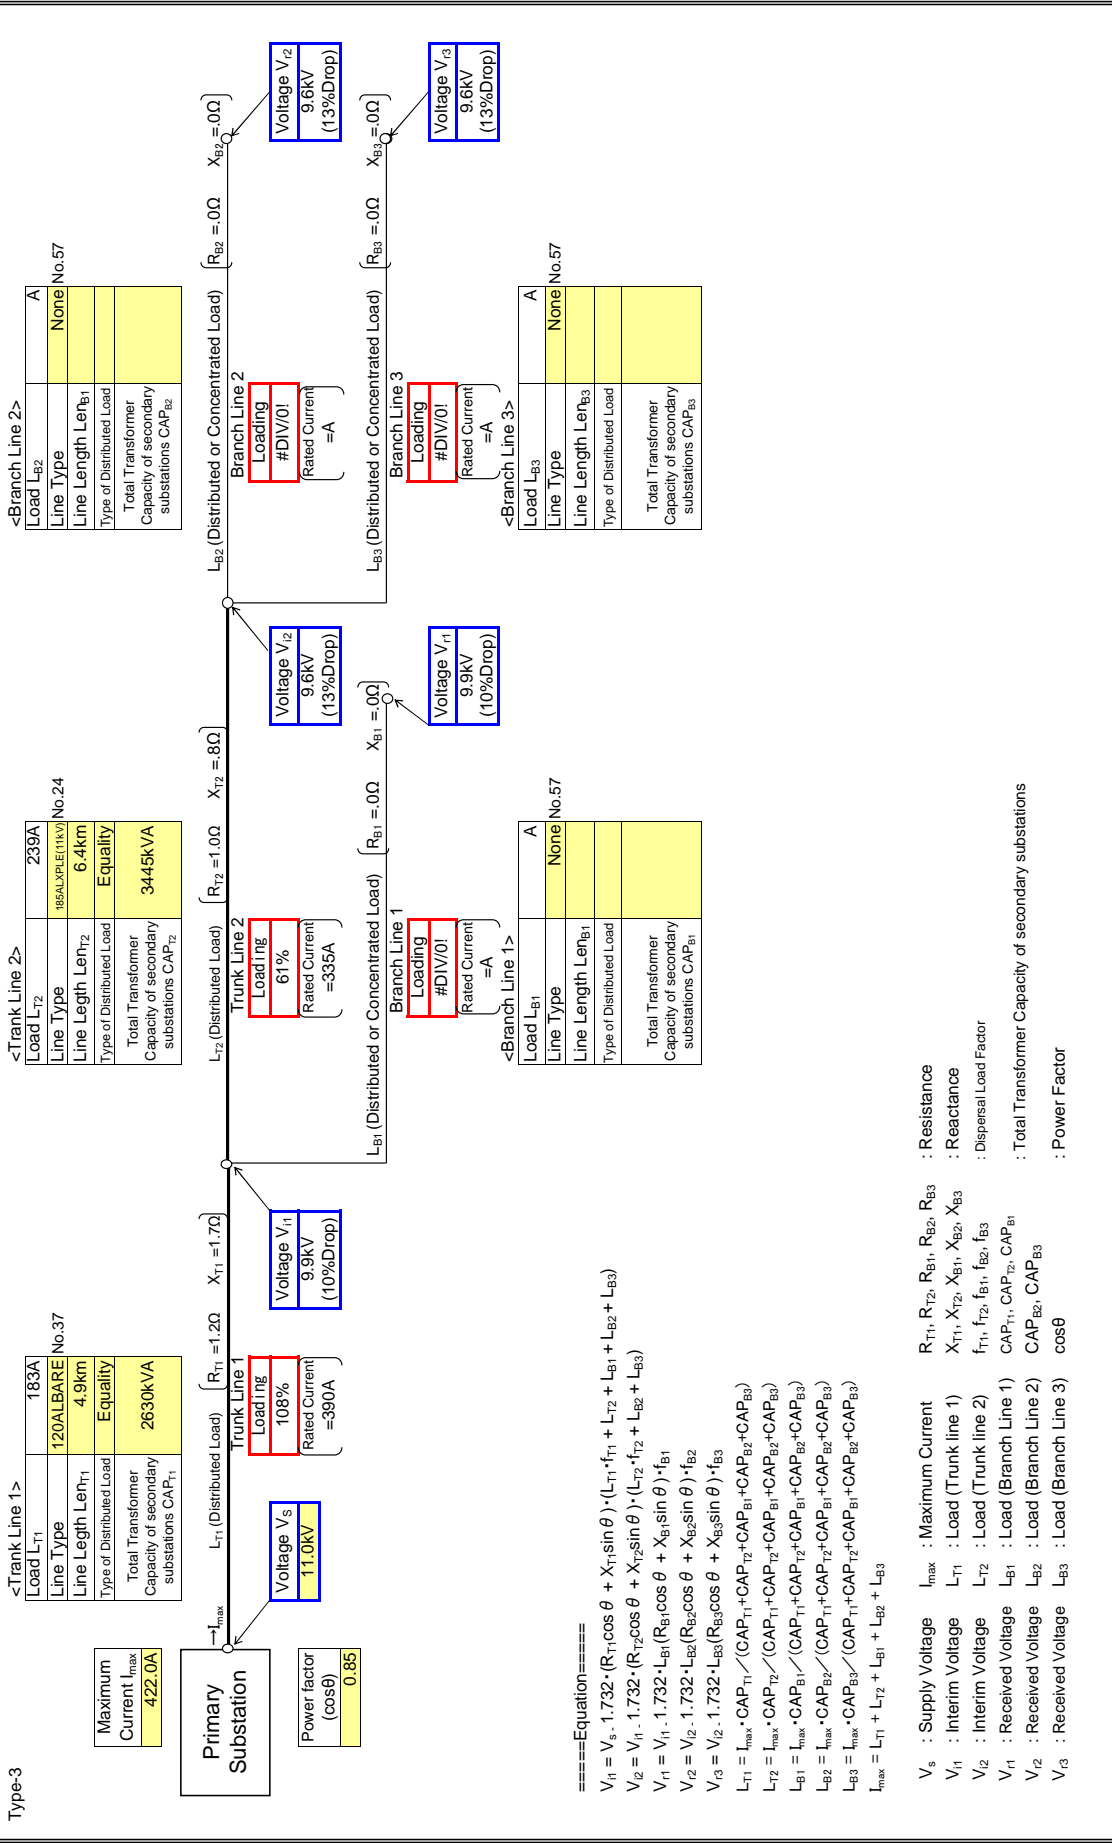 Type-3
Maximum
Current Imax
422.0A
Primary
Substation
Power factor
(cosθ)
0.85
→Imax
Voltage VS
11.0kV
<Trank Line 1>
Load LT1 183A
Line Type 120ALBARE No.37
Line Legth LenT1 4.9km
Type of Distributed Load Equality
Total Transformer
Capacity of secondary
substations CAPT1
2630kVA
LT1 (Distributed Load)
RT1 =1.2Ω XT1 =1.7Ω
Trunk Line 1
Loading
108%
Rated Current
=390A
Voltage Vi1
9.9kV
(10%Drop)
<Trank Line 2>
Load LT2 239A
Line Type 185ALXPLE(11kV) No.24
Line Length LenT2 6.4km
Type of Distributed Load Equality
Total Transformer
Capacity of secondary
substations CAPT2
3445kVA
LT2 (Distributed Load)
RT2 =1.0Ω XT2 =.8Ω
Trunk Line 2
Loading
61%
Rated Current
=335A
Voltage Vi2
9.6kV
(13%Drop)
LB1 (Distributed or Concentrated Load)
RB1 =.0Ω XB1 =.0Ω
Branch Line 1
Loading
#DIV/0!
Rated Current
=A
Voltage Vr1
9.9kV
(10%Drop)
<Branch Line 1>
Load LB1 A
Line Type None No.57
Line Length LenB1
Type of Distributed Load
Total Transformer
Capacity of secondary
substations CAPB1
<Branch Line 2>
Load LB2 A
Line Type None No.57
Line Length LenB1
Type of Distributed Load
Total Transformer
Capacity of secondary
substations CAPB2
LB2 (Distributed or Concentrated Load)
RB2 =.0Ω XB2 =.0Ω
Branch Line 2
Loading
#DIV/0!
Rated Current
=A
Voltage Vr2
9.6kV
(13%Drop)
LB3 (Distributed or Concentrated Load)
RB3 =.0Ω XB3 =.0Ω
Branch Line 3
Loading
#DIV/0!
Rated Current
=A
Voltage Vr3
9.6kV
(13%Drop)
<Branch Line 3>
Load LB3 A
Line Type None No.57
Line Length LenB3
Type of Distributed Load
Total Transformer
Capacity of secondary
substations CAPB3
=====Equation=====
Vi1 = Vs - 1.732・(RT1cos θ + XT1sin θ)・(LT1・fT1 + LT2 + LB1 + LB2 + LB3)
Vi2 = Vi1 - 1.732・(RT2cos θ + XT2sin θ)・(LT2・fT2 + LB2 + LB3)
Vr1 = Vi1 - 1.732・LB1(RB1cos θ + XB1sin θ)・fB1
Vr2 = Vi2 - 1.732・LB2(RB2cos θ + XB2sin θ)・fB2
Vr3 = Vi2 - 1.732・LB3(RB3cos θ + XB3sin θ)・fB3
LT1 = Imax・CAPT1／(CAPT1+CAPT2+CAPB1+CAPB2+CAPB3)
LT2 = Imax・CAPT2／(CAPT1+CAPT2+CAPB1+CAPB2+CAPB3)
LB1 = Imax・CAPB1／(CAPT1+CAPT2+CAPB1+CAPB2+CAPB3)
LB2 = Imax・CAPB2／(CAPT1+CAPT2+CAPB1+CAPB2+CAPB3)
LB3 = Imax・CAPB3／(CAPT1+CAPT2+CAPB1+CAPB2+CAPB3)
Imax = LT1 + LT2 + LB1 + LB2 + LB3
Vs : Supply Voltage Imax : Maximum Current RT1, RT2, RB1, RB2, RB3 : Resistance
Vi1 : Interim Voltage LT1 : Load (Trunk line 1) XT1, XT2, XB1, XB2, XB3 : Reactance
Vi2 : Interim Voltage LT2 : Load (Trunk line 2) fT1, fT2, fB1, fB2, fB3 : Dispersal Load Factor
Vr1 : Received Voltage LB1 : Load (Branch Line 1) CAPT1, CAPT2, CAPB1 : Total Transformer Capacity of secondary substations
Vr2 : Received Voltage LB2 : Load (Branch Line 2) CAPB2, CAPB3
Vr3 : Received Voltage LB3 : Load (Branch Line 3) cosθ : Power Factor